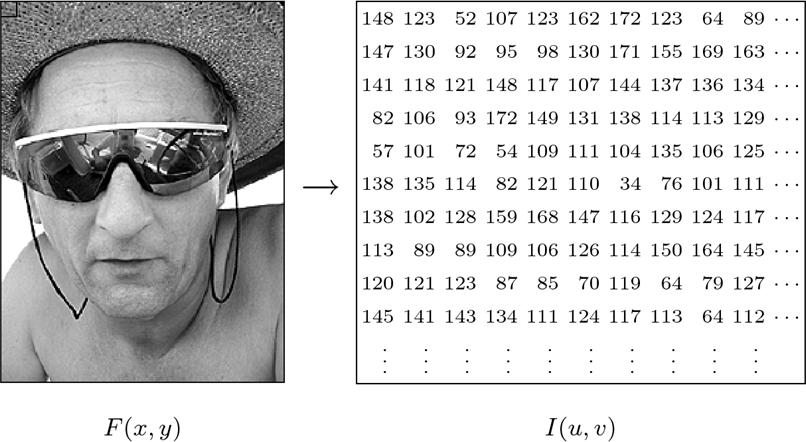 148 123 52 107 123 162 172 123 64 89 ⋯
147 130 92 95 98 130 171 155 169 163 ⋯
141 118 121 148 117 107 144 137 136 134 ⋯
82 106 93 172 149 131 138 114 113 129 ⋯
57 101 72 54 109 111 104 135 106 125 ⋯
138 135 114 82 121 110 34 76 101 111 ⋯
138 102 128 159 168 147 116 129 124 117 ⋯
113 89 89 109 106 126 114 150 164 145 ⋯
120 121 123 87 85 70 119 64 79 127 ⋯
145 141 143 134 111 124 117 113 64 112 ⋯
⋮ ⋮ ⋮ ⋮ ⋮ ⋮ ⋮ ⋮ ⋮ ⋮
F(x, y) I(u, v)